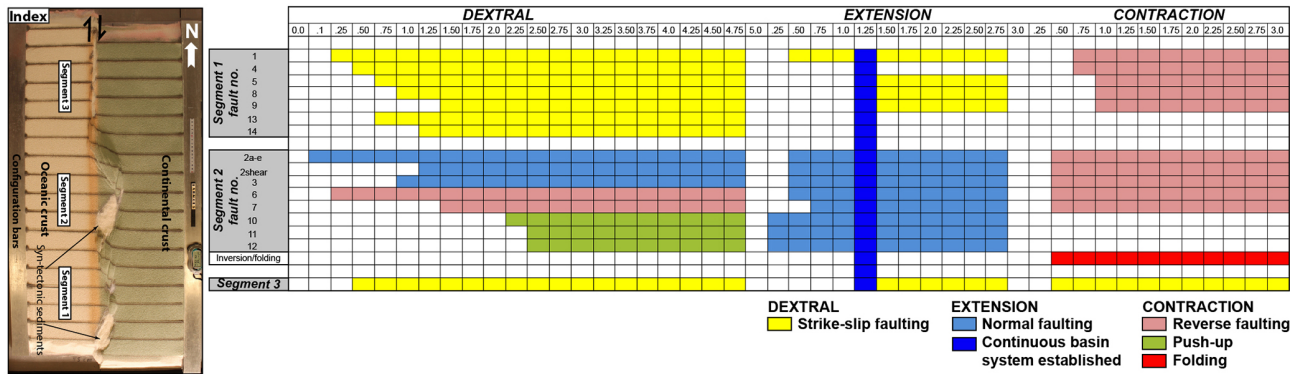 Index
N
Segment 3
Segment 2
Segment 1
Configuration bars
Oceanic crust
Syn-tectonic sediments
Continental crust
DEXTRAL EXTENSION CONTRACTION
0.0 .1 .25 .50 .75 1.0 1.25 1.50 1.75 2.0 2.25 2.50 2.75 3.0 3.25 3.5 3.75 4.0 4.25 4.50 4.75 5.0 .25 .50 .75 1.0 1.25 1.50 1.75 2.0 2.25 2.50 2.75 3.0 .25 .50 .75 1.0 1.25 1.50 1.75 2.0 2.25 2.50 2.75 3.0
Segment 1
fault no.
1
4
5
8
9
13
14
Segment 2
fault no.
2a-e
2shear
3
6
7
10
11
12
Inversion/folding
Segment 3
DEXTRAL
Strike-slip faulting
EXTENSION
Normal faulting
Continuous basin
system established
CONTRACTION
Reverse faulting
Push-up
Folding